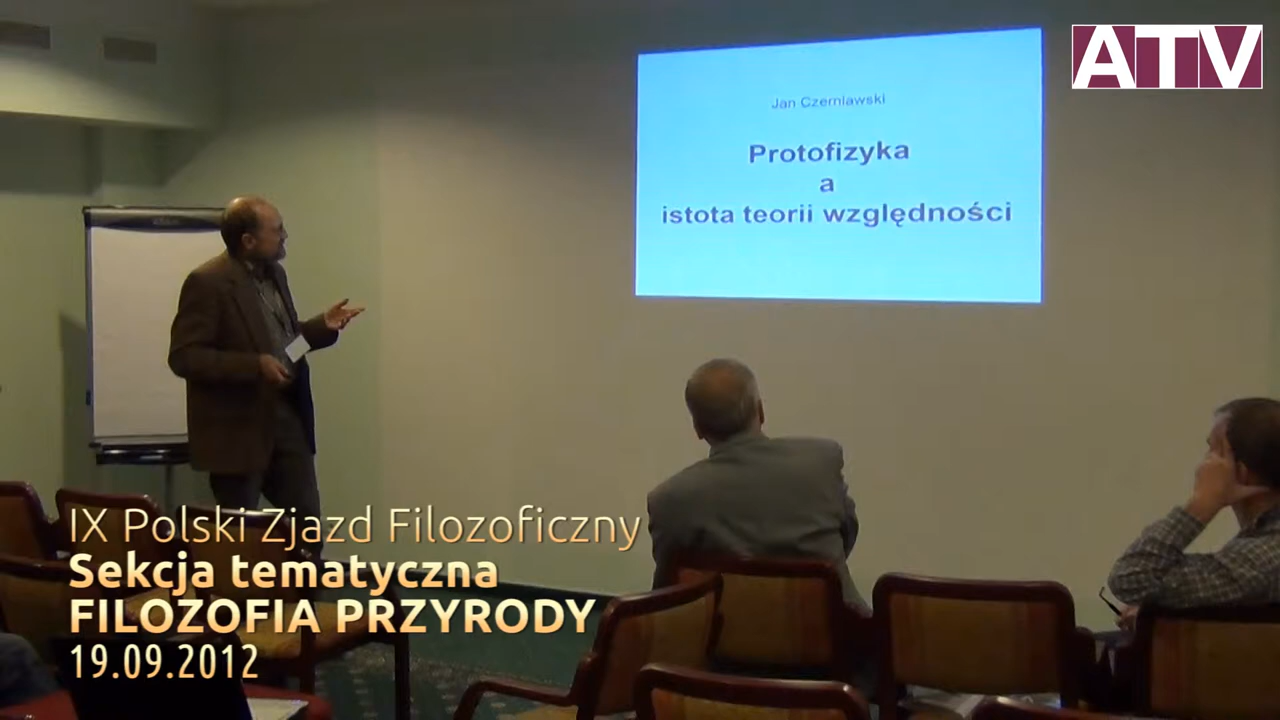 ATV
Jan Czerniawski
Protofizyka
a
istota teorii względności
IX Polski Zjazd Filozoficzny
Sekcja tematyczna
FILOZOFIA PRZYRODY
19.09.2012